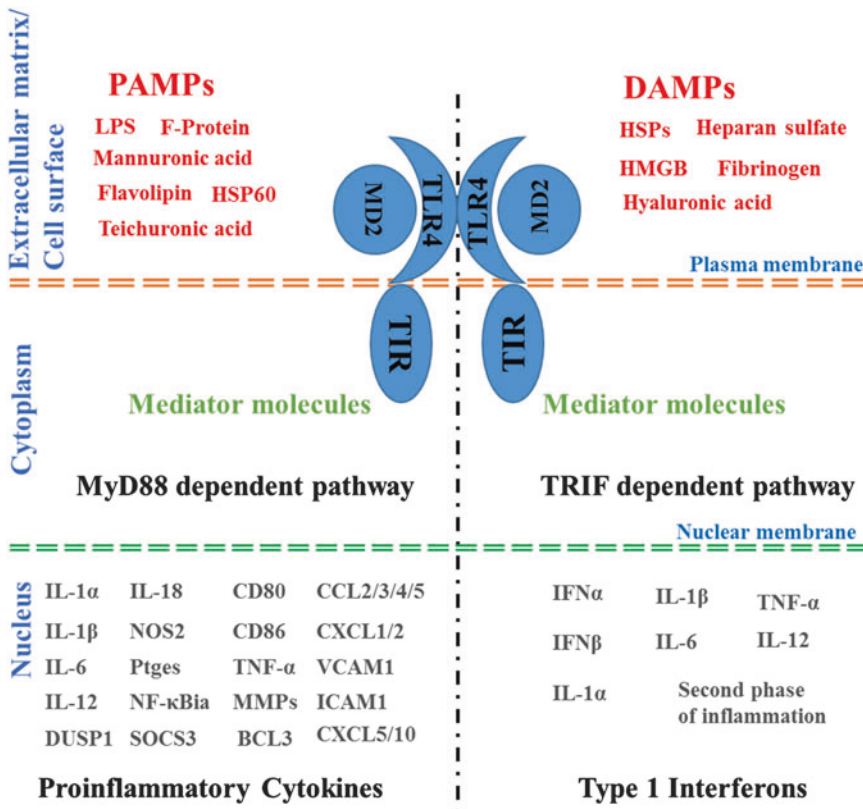 Extracellular matrix/
Cell surface
PAMPs
LPS F-Protein
Mannuronic acid
Flavolipin HSP60
Teichuronic acid
MD2
TLR4
TLR4
MD2
DAMPs
HSPs Heparan sulfate
HMGB Fibrinogen
Hyaluronic acid
Plasma membrane
Cytoplasm
TIR
TIR
Mediator molecules
Mediator molecules
MyD88 dependent pathway
TRIF dependent pathway
Nuclear membrane
Nucleus
IL-1α IL-18 CD80 CCL2/3/4/5
IL-1β NOS2 CD86 CXCL1/2
IL-6 Ptges TNF-α VCAM1
IL-12 NF-κBia MMPs ICAM1
DUSP1 SOCS3 BCL3 CXCL5/10
Proinflammatory Cytokines
IFNα IL-1β TNF-α
IFNβ IL-6 IL-12
IL-1α Second phase
of inflammation
Type 1 Interferons